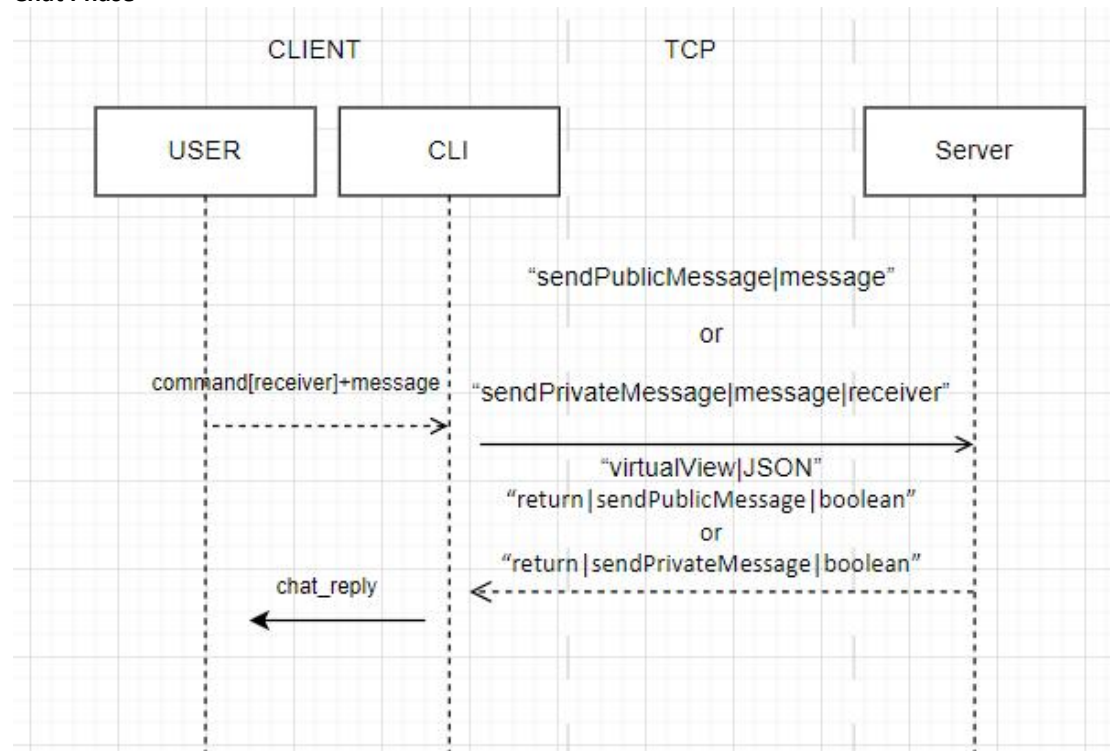 Chat Phase
CLIENT
TCP
USER
CLI
Server
“sendPublicMessage|message”
or
command[receiver]+message
“sendPrivateMessage|message|receiver”
“virtualView|JSON”
“return|sendPublicMessage|boolean”
or
“return|sendPrivateMessage|boolean”
chat_reply